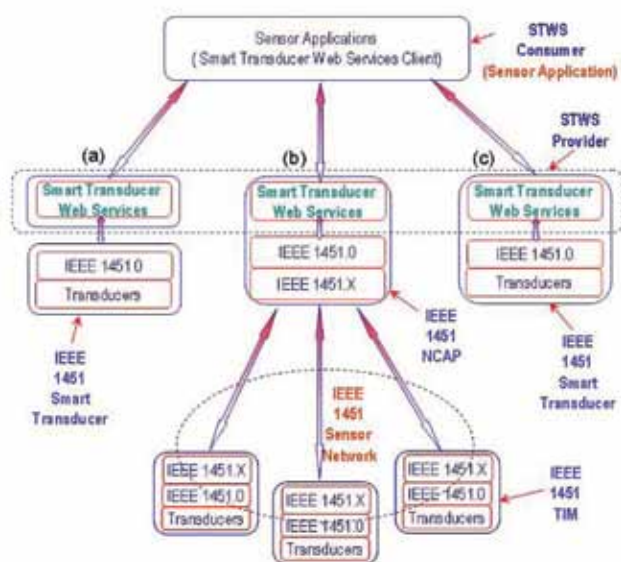 Sensor Applications
( Smart Transducer Web Services Client)
STWS
Consumer
(Sensor Application)
STWS
Provider
(a)
(b)
(c)
Smart Transducer
Web Services
Smart Transducer
Web Services
Smart Transducer
Web Services
IEEE 1451.0
Transducers
IEEE 1451.0
IEEE 1451.X
IEEE 1451.0
Transducers
IEEE
1451
Smart
Transducer
IEEE
1451
NCAP
IEEE
1451
Smart
Transducer
IEEE
1451
Sensor
Network
IEEE 1451.X
IEEE 1451.0
Transducers
IEEE 1451.X
IEEE 1451.0
Transducers
IEEE 1451.X
IEEE 1451.0
Transducers
IEEE
1451
TIM